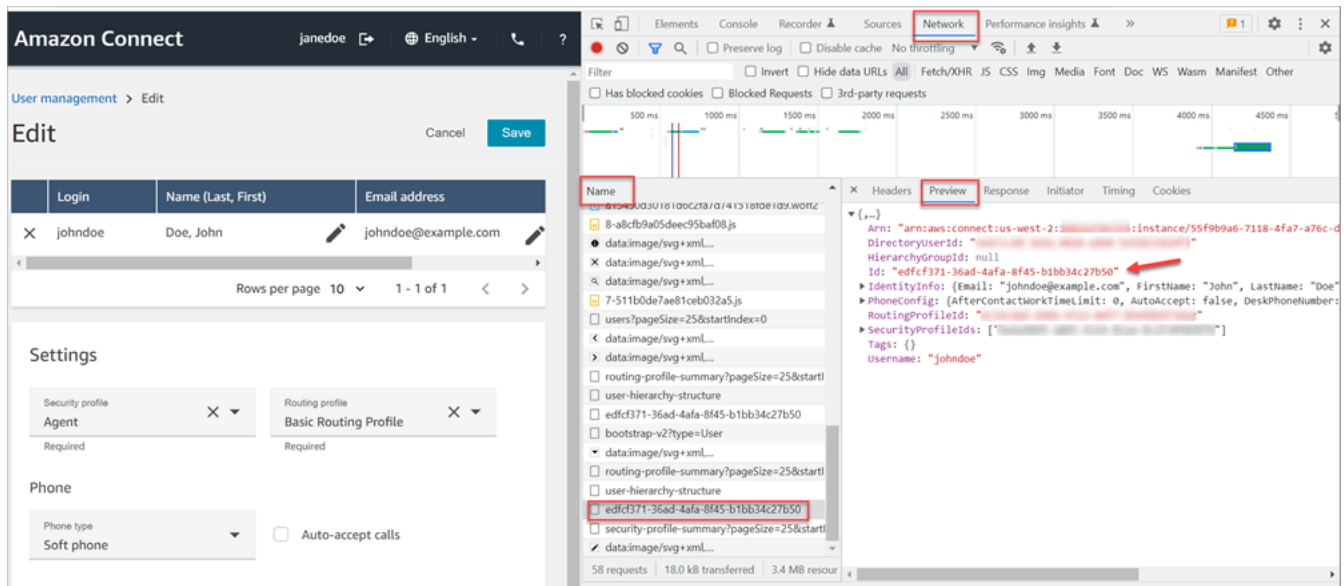 Amazon Connect janedoe English ?
User management > Edit
Edit Cancel Save
Login Name (Last, First) Email address
johndoe Doe, John johndoe@example.com
Rows per page 10 1 - 1 of 1 < >
Settings
Security profile
Agent
Required
Routing profile
Basic Routing Profile
Required
Phone
Phone type
Soft phone
Auto-accept calls
Elements Console Recorder Sources Network Performance insights 1
Preserve log Disable cache No throttling
Filter Invert Hide data URLs All Fetch/XHR JS CSS Img Media Font Doc WS Wasm Manifest Other
Has blocked cookies Blocked Requests 3rd-party requests
500 ms 1000 ms 1500 ms 2000 ms 2500 ms 3000 ms 3500 ms 4000 ms 4500 ms
Name
8-a8cfb9a05deec95baf08.js
data:image/svg+xml,...
data:image/svg+xml,...
data:image/svg+xml,...
7-511b0de7ae81ceb032a5.js
users?pageSize=25&startIndex=0
data:image/svg+xml,...
data:image/svg+xml,...
routing-profile-summary?pageSize=25&startI
user-hierarchy-structure
edfcf371-36ad-4afa-8f45-b1bb34c27b50
bootstrap-v2?type=User
data:image/svg+xml,...
routing-profile-summary?pageSize=25&startI
user-hierarchy-structure
edfcf371-36ad-4afa-8f45-b1bb34c27b50
security-profile-summary?pageSize=25&startI
data:image/svg+xml,...
58 requests 18.0 kB transferred 3.4 MB resour
Headers Preview Response Initiator Timing Cookies
{,…}
Arn: "arn:aws:connect:us-west-2: :instance/55f9b9a6-7118-4fa7-a76c-d
DirectoryUserId: "
HierarchyGroupId: null
Id: "edfcf371-36ad-4afa-8f45-b1bb34c27b50"
IdentityInfo: {Email: "johndoe@example.com", FirstName: "John", LastName: "Doe"
PhoneConfig: {AfterContactWorkTimeLimit: 0, AutoAccept: false, DeskPhoneNumber:
RoutingProfileId: "
SecurityProfileIds: [" "]
Tags: {}
Username: "johndoe"